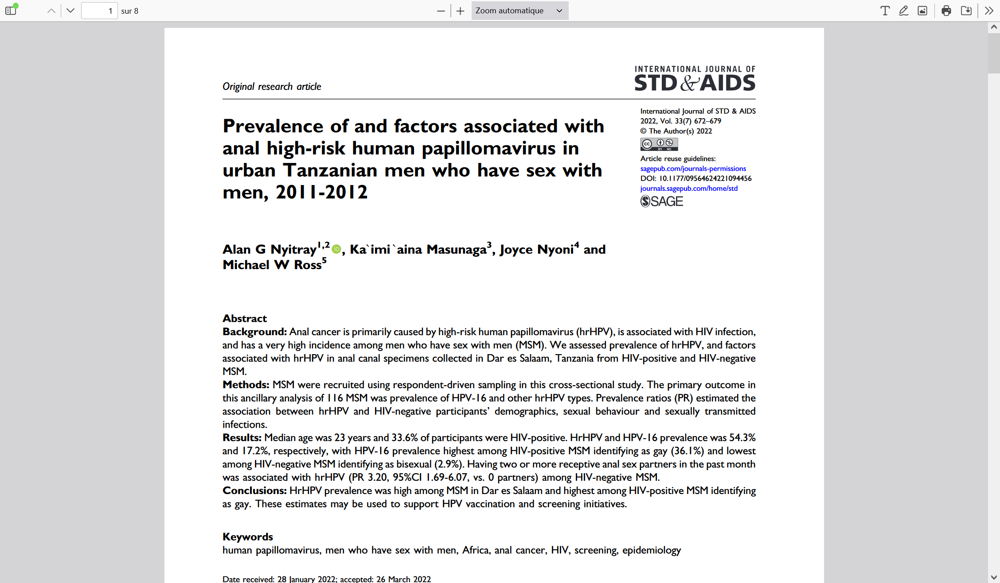 1 sur 8
Zoom automatique
INTERNATIONAL JOURNAL OF
STD&AIDS
Original research article
Prevalence of and factors associated with
anal high-risk human papillomavirus in
urban Tanzanian men who have sex with
men, 2011-2012
International Journal of STD & AIDS
2022, Vol. 33(7) 672–679
© The Author(s) 2022
cc BY NC
Article reuse guidelines:
sagepub.com/journals-permissions
DOI: 10.1177/09564624221094456
journals.sagepub.com/home/std
SSAGE
Alan G Nyitray1,2 iD, Ka`imi`aina Masunaga3, Joyce Nyoni4 and
Michael W Ross5
Abstract
Background: Anal cancer is primarily caused by high-risk human papillomavirus (hrHPV), is associated with HIV infection,
and has a very high incidence among men who have sex with men (MSM). We assessed prevalence of hrHPV, and factors
associated with hrHPV in anal canal specimens collected in Dar es Salaam, Tanzania from HIV-positive and HIV-negative
MSM.
Methods: MSM were recruited using respondent-driven sampling in this cross-sectional study. The primary outcome in
this ancillary analysis of 116 MSM was prevalence of HPV-16 and other hrHPV types. Prevalence ratios (PR) estimated the
association between hrHPV and HIV-negative participants’ demographics, sexual behaviour and sexually transmitted
infections.
Results: Median age was 23 years and 33.6% of participants were HIV-positive. HrHPV and HPV-16 prevalence was 54.3%
and 17.2%, respectively, with HPV-16 prevalence highest among HIV-positive MSM identifying as gay (36.1%) and lowest
among HIV-negative MSM identifying as bisexual (2.9%). Having two or more receptive anal sex partners in the past month
was associated with hrHPV (PR 3.20, 95%CI 1.69-6.07, vs. 0 partners) among HIV-negative MSM.
Conclusions: HrHPV prevalence was high among MSM in Dar es Salaam and highest among HIV-positive MSM identifying
as gay. These estimates may be used to support HPV vaccination and screening initiatives.
Keywords
human papillomavirus, men who have sex with men, Africa, anal cancer, HIV, screening, epidemiology
Date received: 28 January 2022; accepted: 26 March 2022